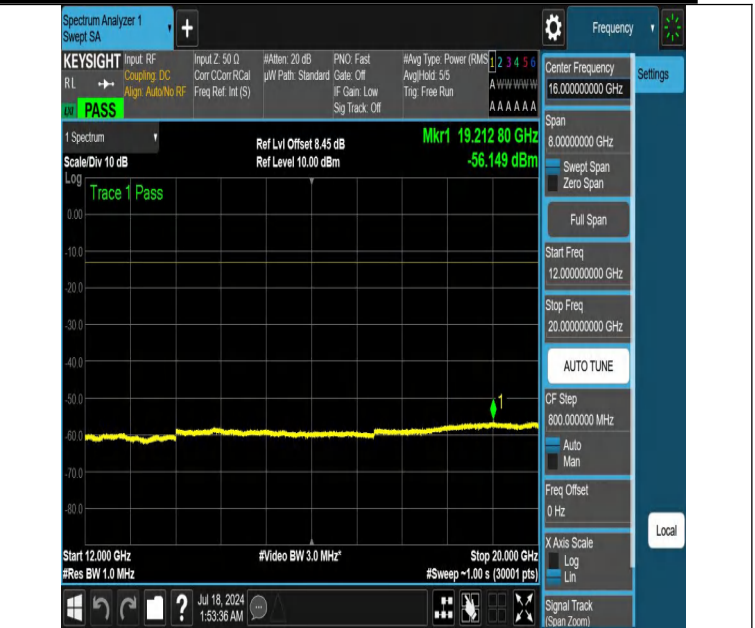 Spectrum Analyzer 1
Swept SA
Frequency
KEYSIGHT
RL
PASS
Input: RF
Coupling: DC
Align: Auto/No RF
Input Z: 50 Ω
Corr CCorr RCal
Freq Ref: Int (S)
#Atten: 20 dB
µW Path: Standard
PNO: Fast
Gate: Off
IF Gain: Low
Sig Track: Off
#Avg Type: Power (RMS
Avg|Hold: 5/5
Trig: Free Run
1 2 3 4 5 6
A W W W W W
A A A A A A
1 Spectrum
Scale/Div 10 dB
Ref Lvl Offset 8.45 dB
Ref Level 10.00 dBm
Mkr1 19.212 80 GHz
-56.149 dBm
Log
Trace 1 Pass
0.00
-10.0
-20.0
-30.0
-40.0
-50.0
-60.0
-70.0
-80.0
1
Start 12.000 GHz
#Res BW 1.0 MHz
#Video BW 3.0 MHz*
Stop 20.000 GHz
#Sweep ~1.00 s (30001 pts)
Jul 18, 2024
1:53:36 AM
Center Frequency
16.000000000 GHz
Settings
Span
8.00000000 GHz
Swept Span
Zero Span
Full Span
Start Freq
12.000000000 GHz
Stop Freq
20.000000000 GHz
AUTO TUNE
CF Step
800.000000 MHz
Auto
Man
Freq Offset
0 Hz
X Axis Scale
Log
Lin
Local
Signal Track
(Span Zoom)